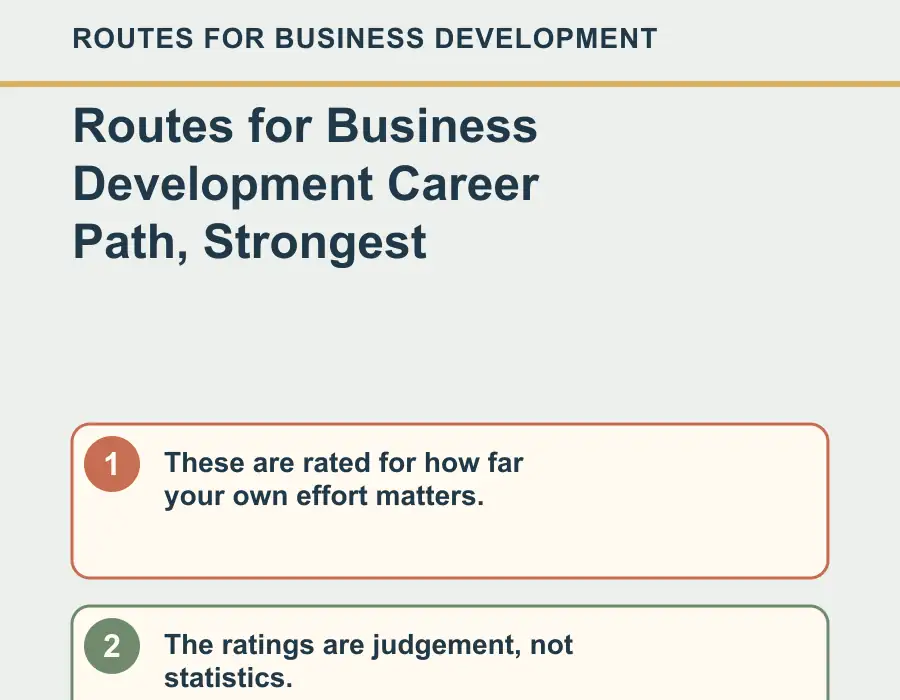 ROUTES FOR BUSINESS DEVELOPMENT
Routes for Business
Development Career
Path, Strongest
1
These are rated for how far
your own effort matters.
2
The ratings are judgement, not
statistics.